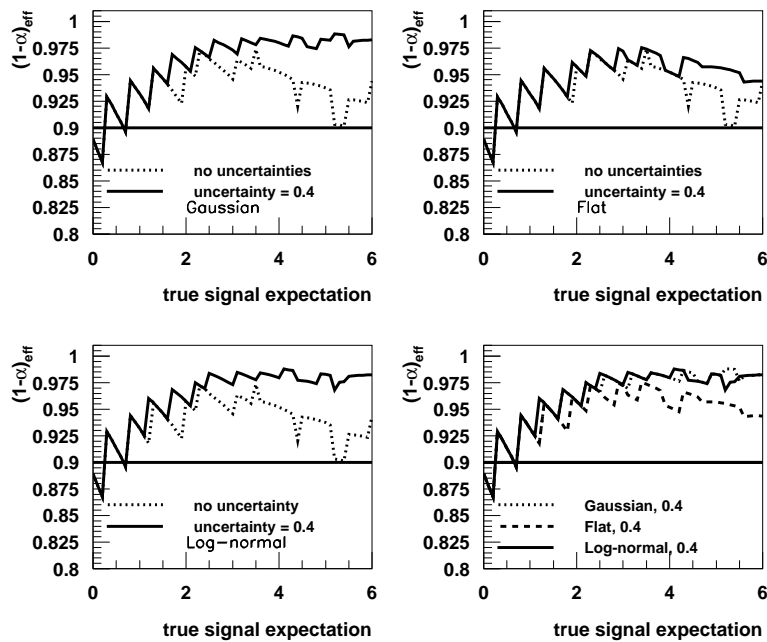 (1-α)eff
1
0.975
0.95
0.925
0.9
0.875
0.85
0.825
0.8
no uncertainties
uncertainty = 0.4
Gaussian
0 2 4 6
true signal expectation
(1-α)eff
1
0.975
0.95
0.925
0.9
0.875
0.85
0.825
0.8
no uncertainties
uncertainty = 0.4
Flat
0 2 4 6
true signal expectation
(1-α)eff
1
0.975
0.95
0.925
0.9
0.875
0.85
0.825
0.8
no uncertainty
uncertainty = 0.4
Log-normal
0 2 4 6
true signal expectation
(1-α)eff
1
0.975
0.95
0.925
0.9
0.875
0.85
0.825
0.8
Gaussian, 0.4
Flat, 0.4
Log-normal, 0.4
0 2 4 6
true signal expectation